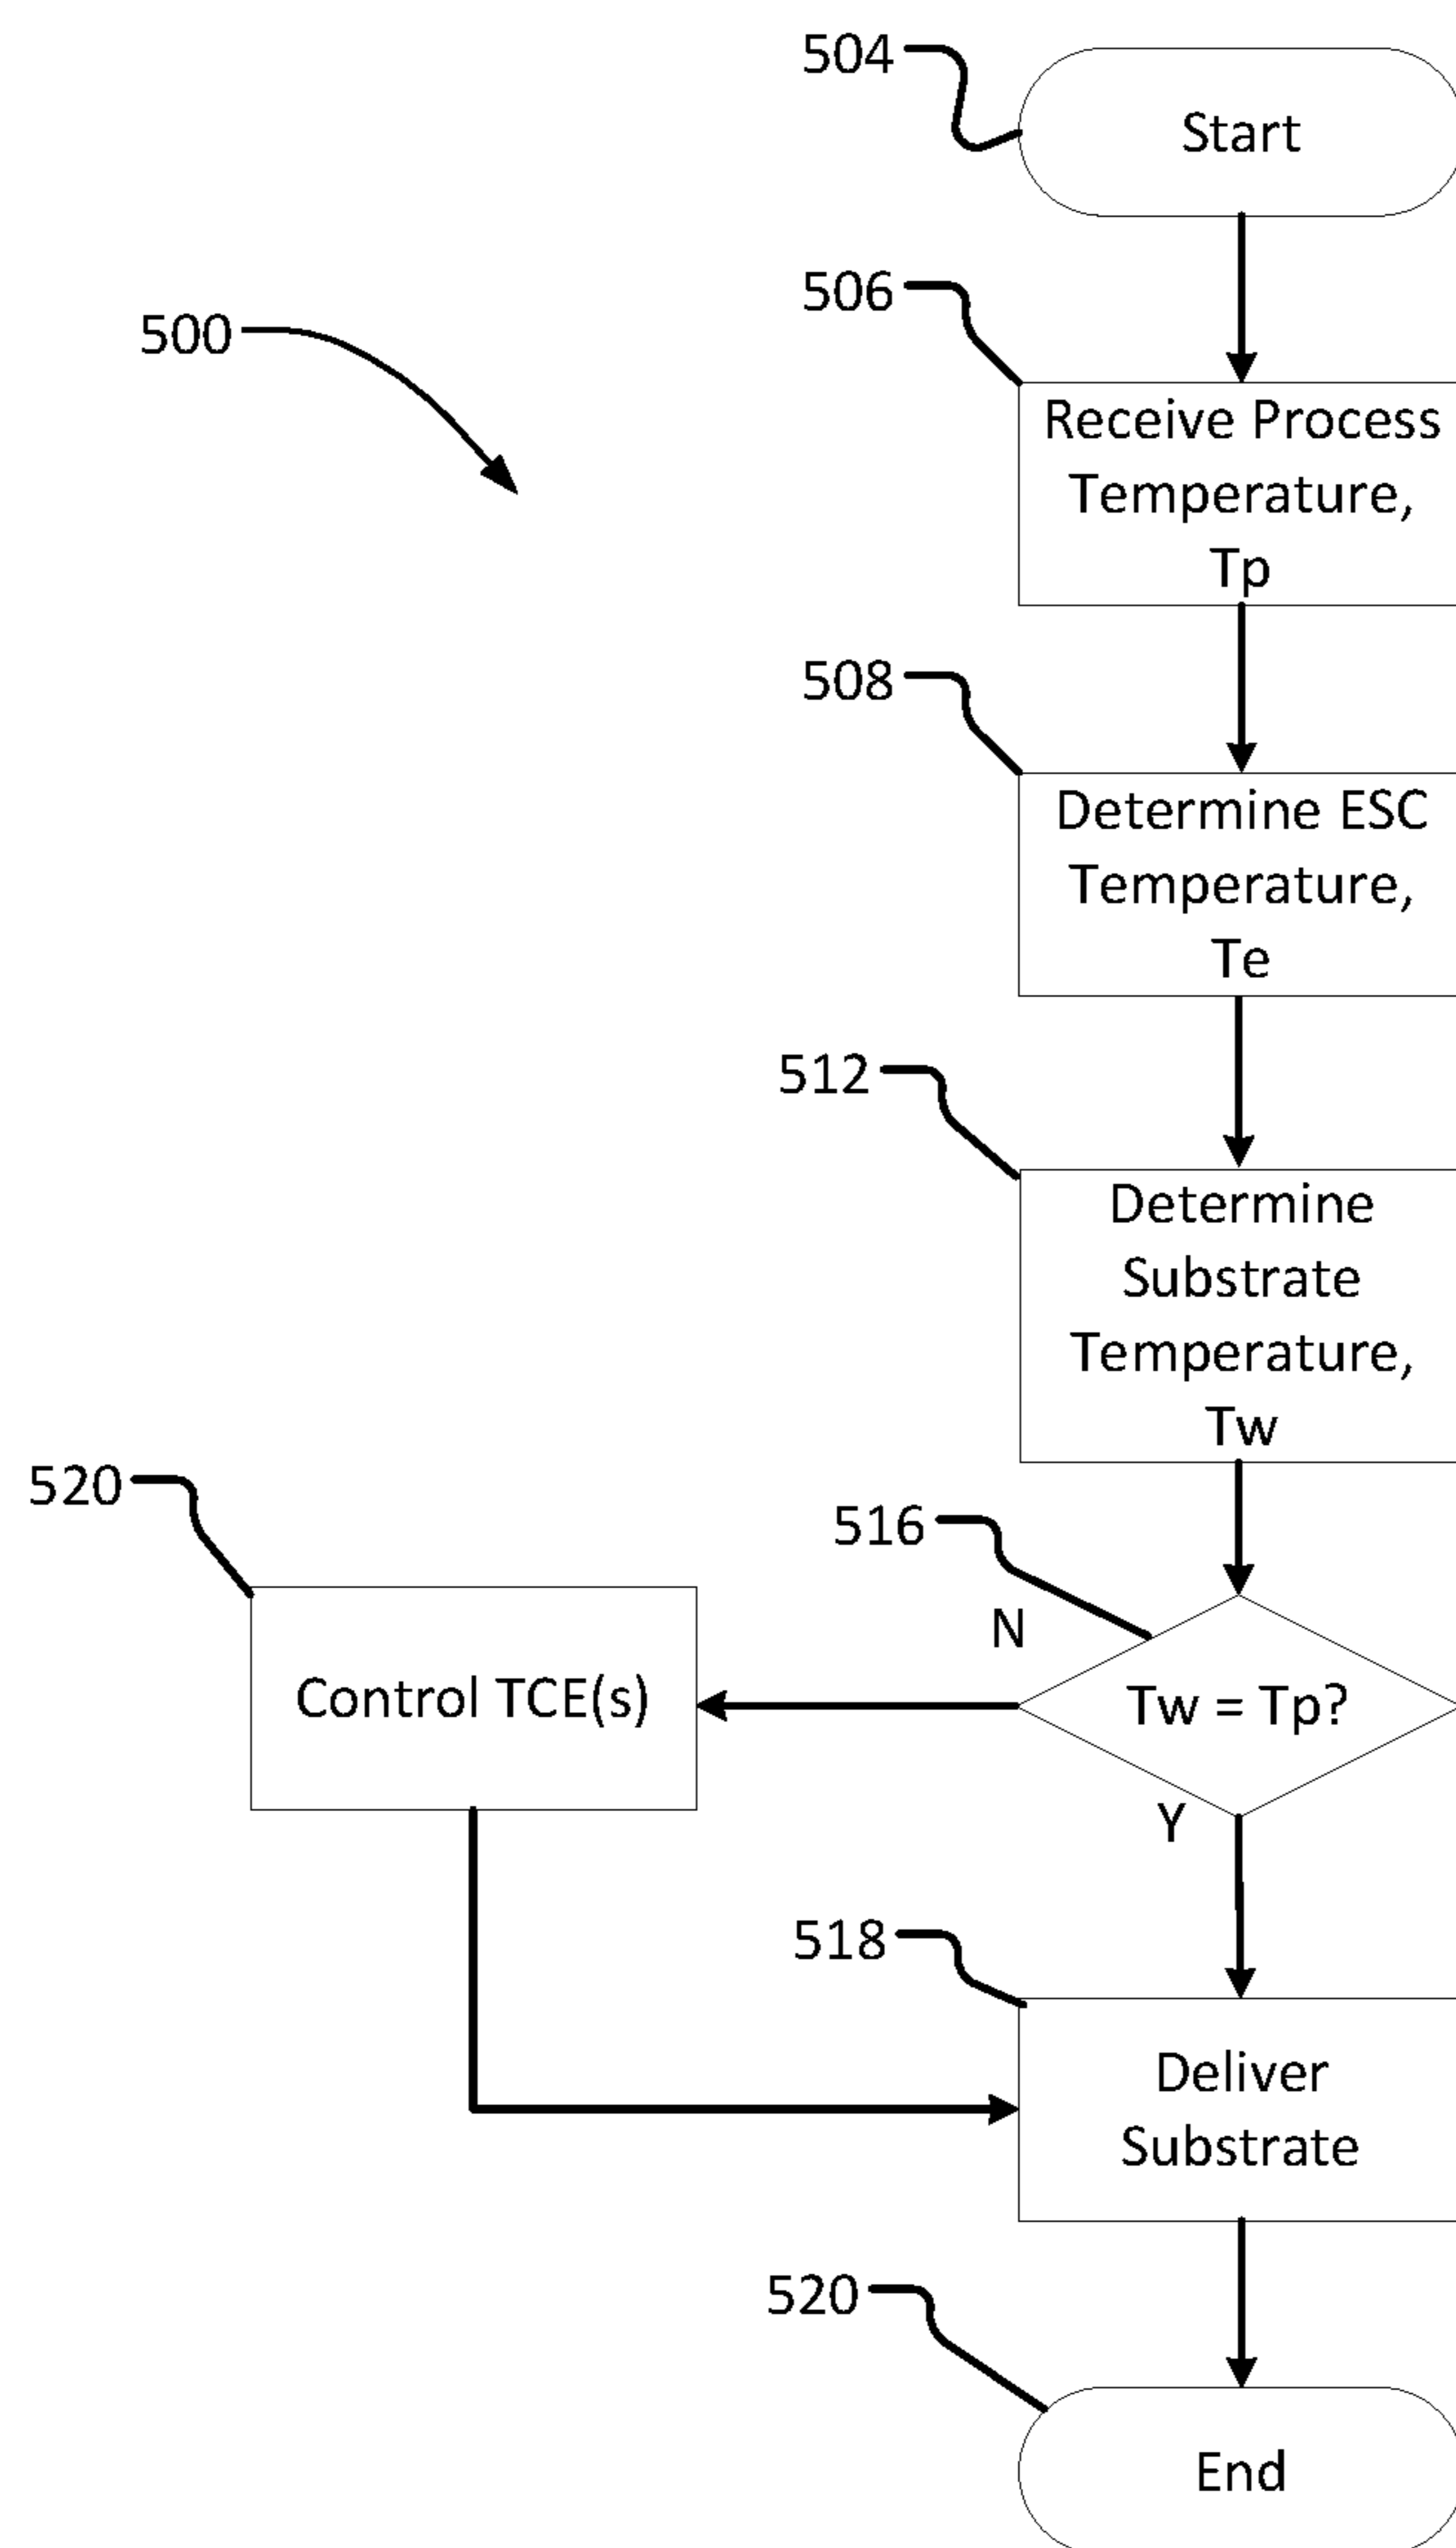 504
Start
506
500
Receive Process
Temperature,
Tp
508
Determine ESC
Temperature,
Te
512
Determine
Substrate
Temperature,
Tw
520
516
N
Control TCE(s)
Tw = Tp?
Y
518
Deliver
Substrate
520
End